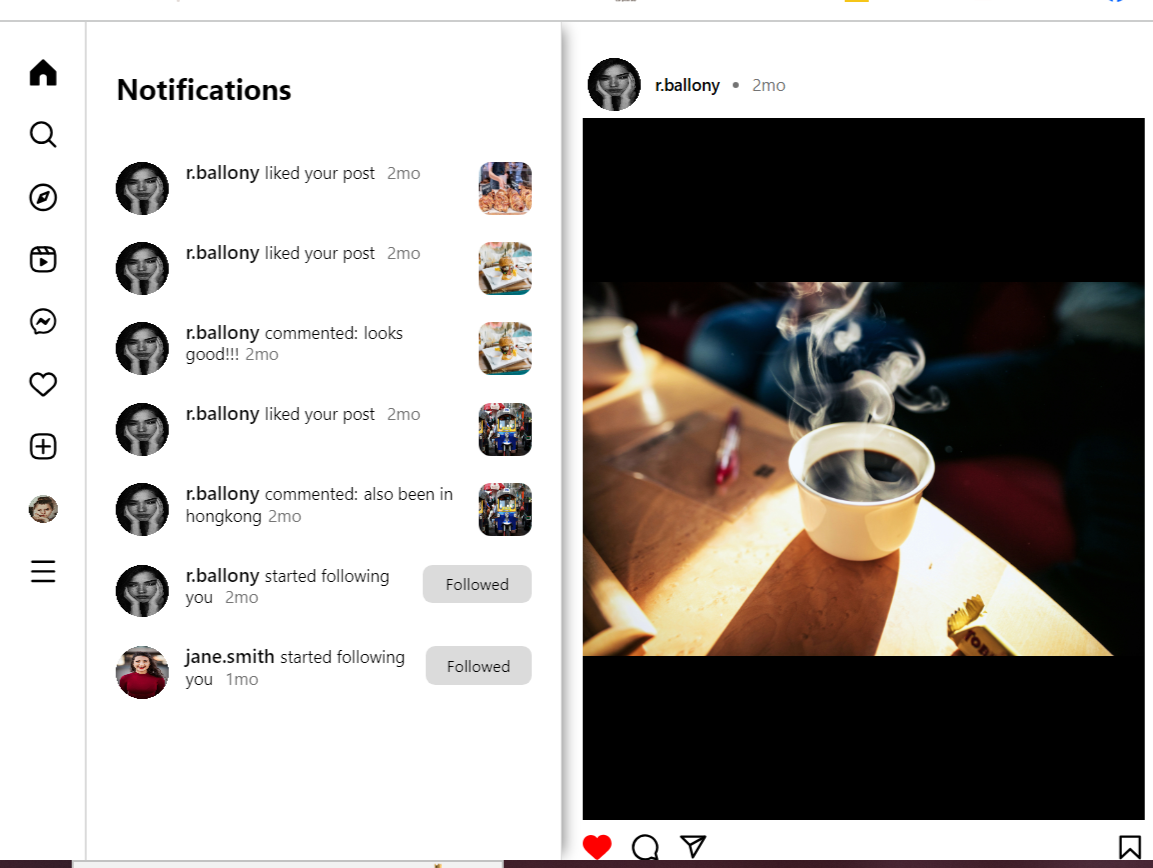 Notifications
r.ballony liked your post 2mo
r.ballony liked your post 2mo
r.ballony commented: looks
good!!! 2mo
r.ballony liked your post 2mo
r.ballony commented: also been in
hongkong 2mo
r.ballony started following
you 2mo
Followed
jane.smith started following
you 1mo
Followed
r.ballony • 2mo